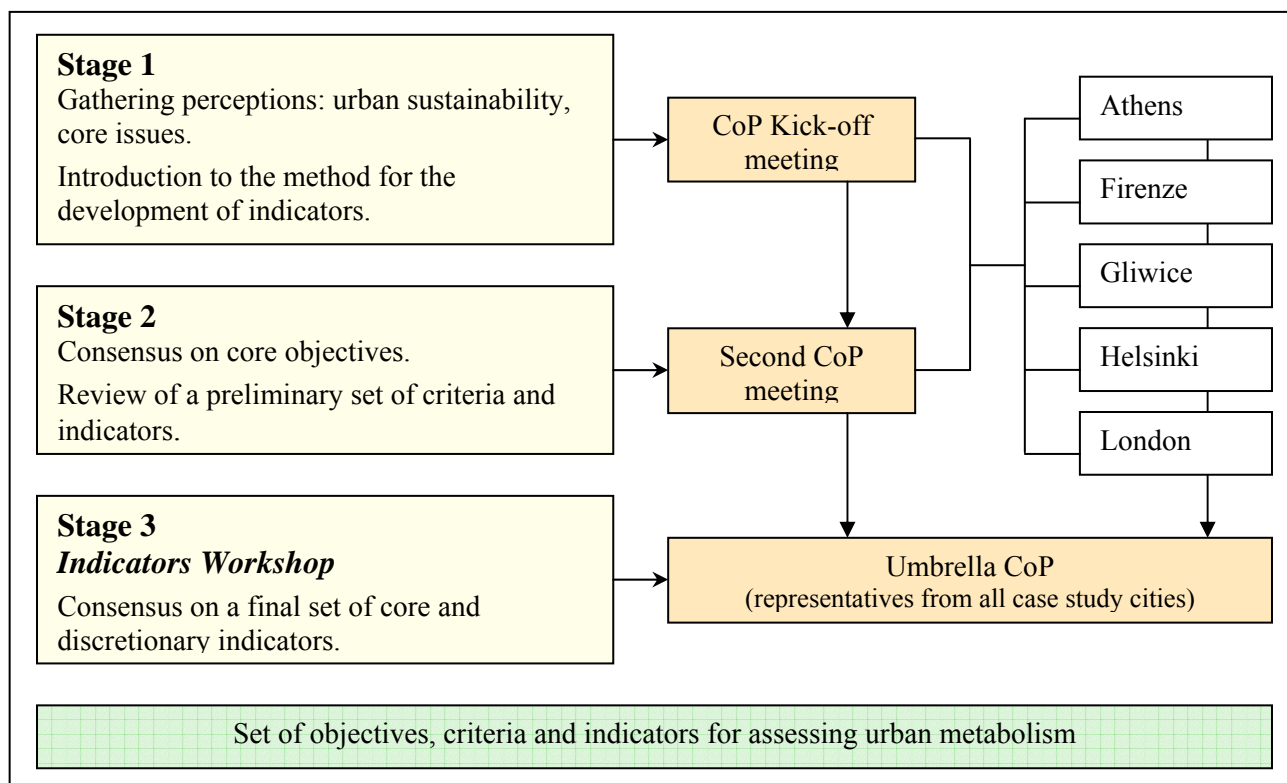 Stage 1
Gathering perceptions: urban sustainability,
core issues.
Introduction to the method for the
development of indicators.
CoP Kick-off
meeting
Athens
Firenze
Gliwice
Helsinki
London
Stage 2
Consensus on core objectives.
Review of a preliminary set of criteria and
indicators.
Second CoP
meeting
Stage 3
Indicators Workshop
Consensus on a final set of core and
discretionary indicators.
Umbrella CoP
(representatives from all case study cities)
Set of objectives, criteria and indicators for assessing urban metabolism